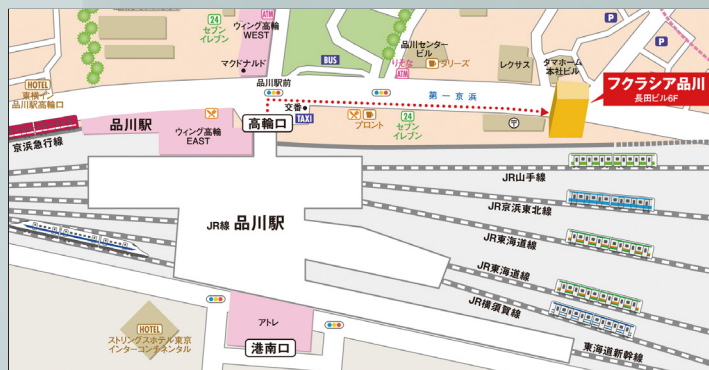 24
セブン
イレブン
ATM
ウィング高輪
WEST
マクドナルド
品川駅前
BUS
品川センター
ビル
りそな
ATM
タリーズ
レクサス
タマホーム
本社ビル
P
P
フクラシア品川
長田ビル6F
HOTEL
東横イン
品川駅高輪口
第一京浜
交番
TAXI
プロント
24
セブン
イレブン
〒
京浜急行線
品川駅
ウィング高輪
EAST
高輪口
JR山手線
JR京浜東北線
JR東海道線
JR東海道線
JR横須賀線
東海道新幹線
JR線 品川駅
HOTEL
ストリングスホテル東京
インターコンチネンタル
アトレ
港南口